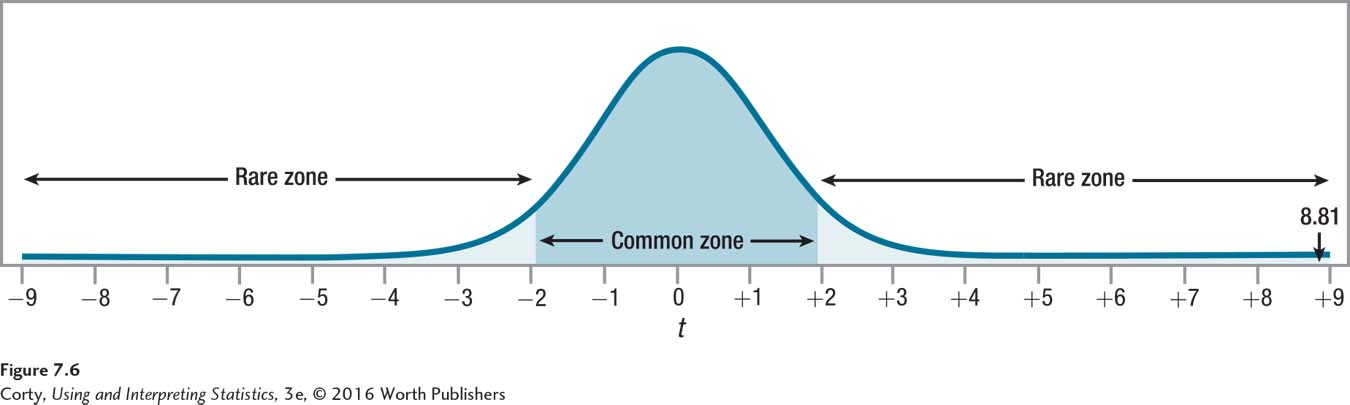 Rare zone
Rare zone
8.81
Common zone
−9 −8 −7 −6 −5 −4 −3 −2 −1 0 +1 +2 +3 +4 +5 +6 +7 +8 +9
t
Figure 7.6
Corty, Using and Interpreting Statistics, 3e, © 2016 Worth Publishers